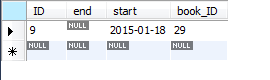 ID end start book_ID
9 NULL 2015-01-18 29
NULL NULL NULL NULL